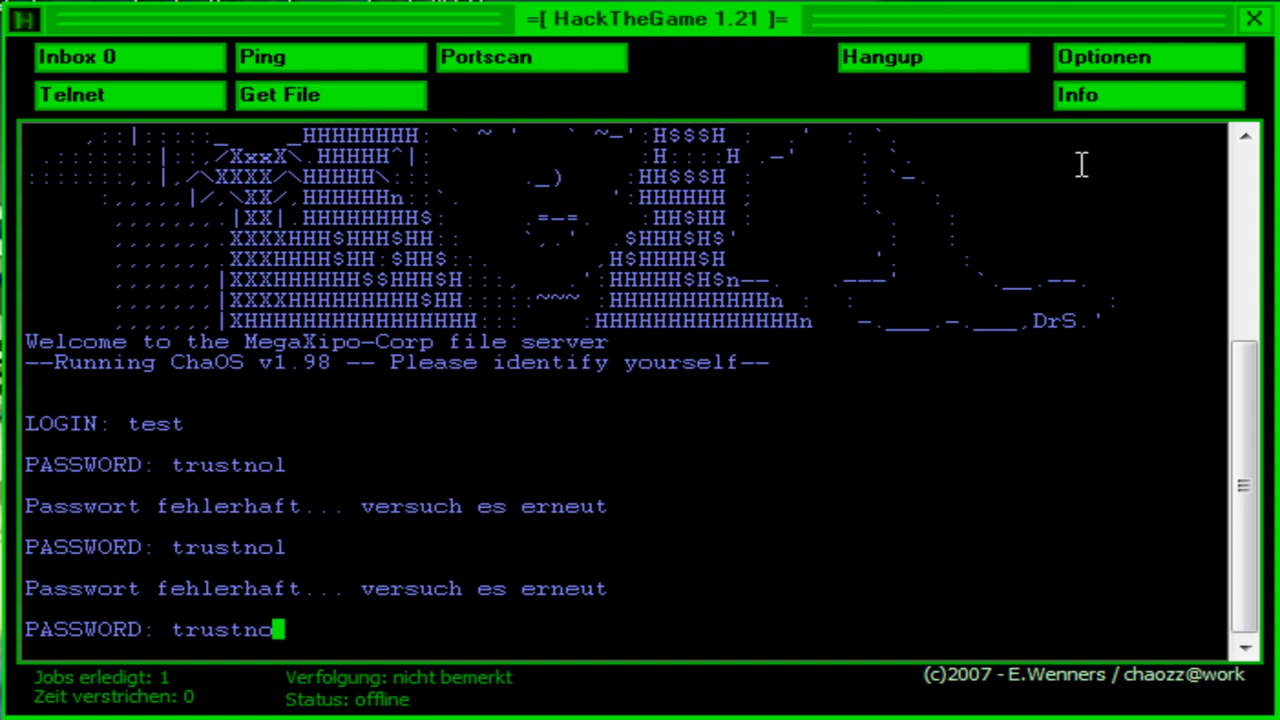 =[ HackTheGame 1.21 ]=
Inbox 0
Ping
Portscan
Hangup
Optionen
Telnet
Get File
Info
DrS.
Welcome to the MegaXipo-Corp file server
--Running ChaOS v1.98 -- Please identify yourself--
LOGIN: test
PASSWORD: trustnol
Passwort fehlerhaft... versuch es erneut
PASSWORD: trustnol
Passwort fehlerhaft... versuch es erneut
PASSWORD: trustno
Jobs erledigt: 1
Verfolgung: nicht bemerkt
(c)2007 - E.Wenners / chaozz@work
Zeit verstrichen: 0
Status: offline